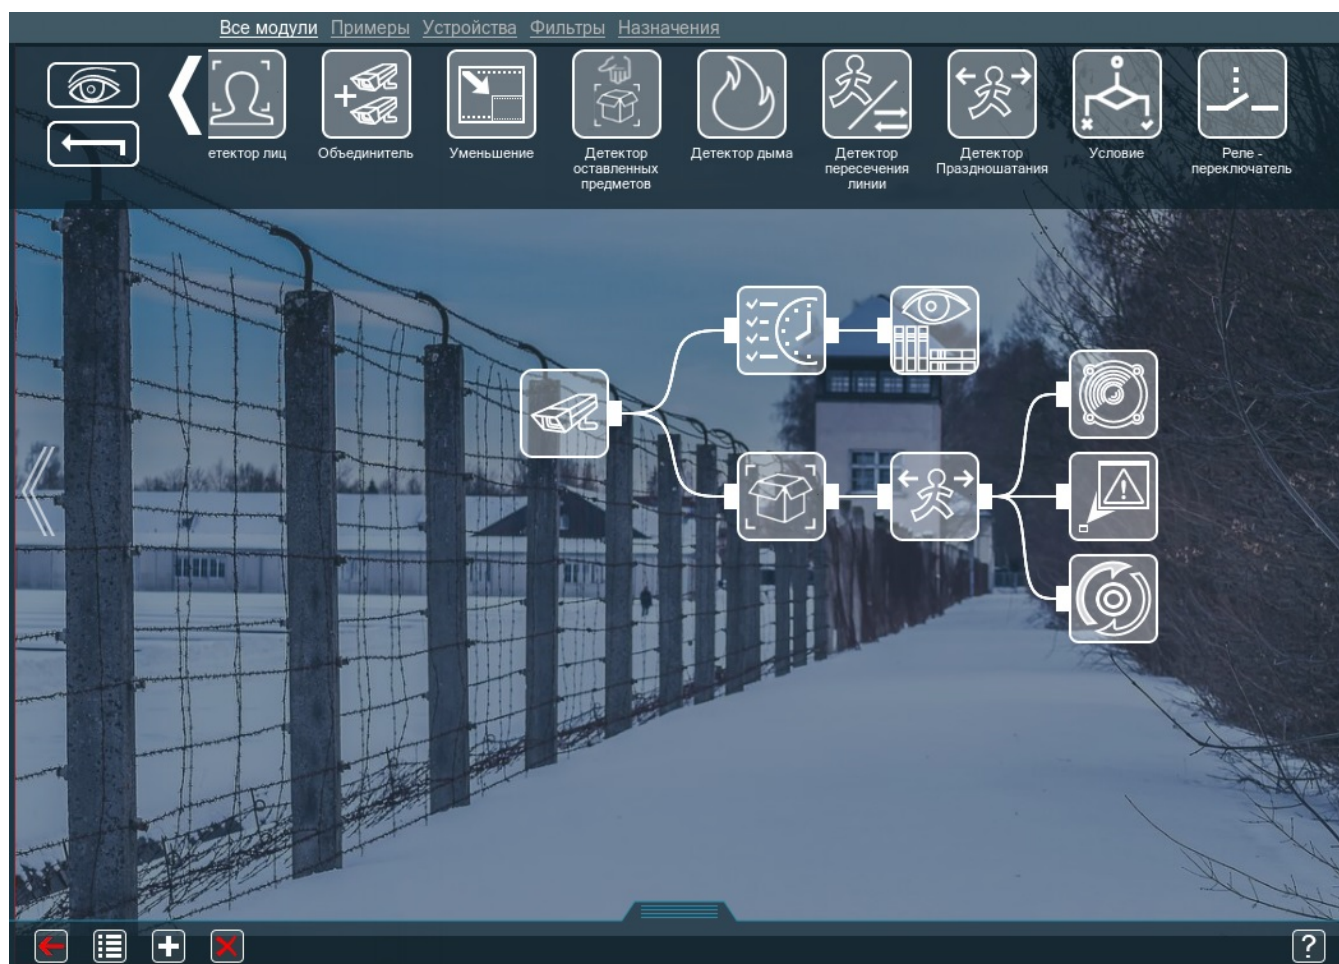 Все модули Примеры Устройства Фильтры Назначения
етектор лиц
Объединитель
Уменьшение
Детектор
оставленных
предметов
Детектор дыма
Детектор
пересечения
линии
Детектор
Праздношатания
Условие
Реле -
переключатель
?